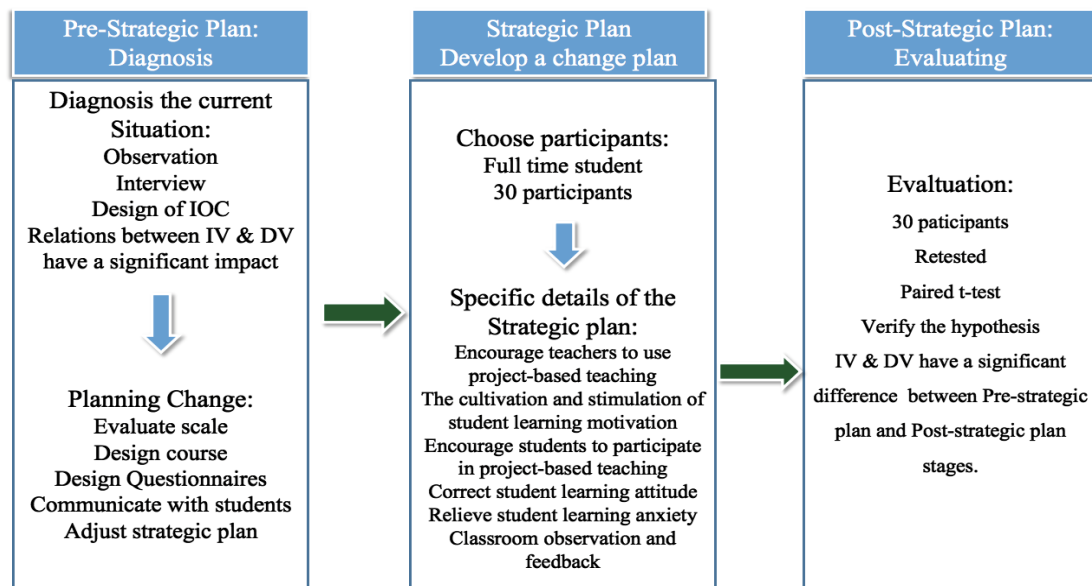 Pre-Strategic Plan:
Diagnosis
Diagnosis the current
Situation:
Observation
Interview
Design of IOC
Relations between IV & DV
have a significant impact
Planning Change:
Evaluate scale
Design course
Design Questionnaires
Communicate with students
Adjust strategic plan
Strategic Plan
Develop a change plan
Choose participants:
Full time student
30 participants
Specific details of the
Strategic plan:
Encourage teachers to use
project-based teaching
The cultivation and stimulation of
student learning motivation
Encourage students to participate
in project-based teaching
Correct student learning attitude
Relieve student learning anxiety
Classroom observation and
feedback
Post-Strategic Plan:
Evaluating
Evaltuation:
30 paticipants
Retested
Paired t-test
Verify the hypothesis
IV & DV have a significant
difference between Pre-strategic
plan and Post-strategic plan
stages.